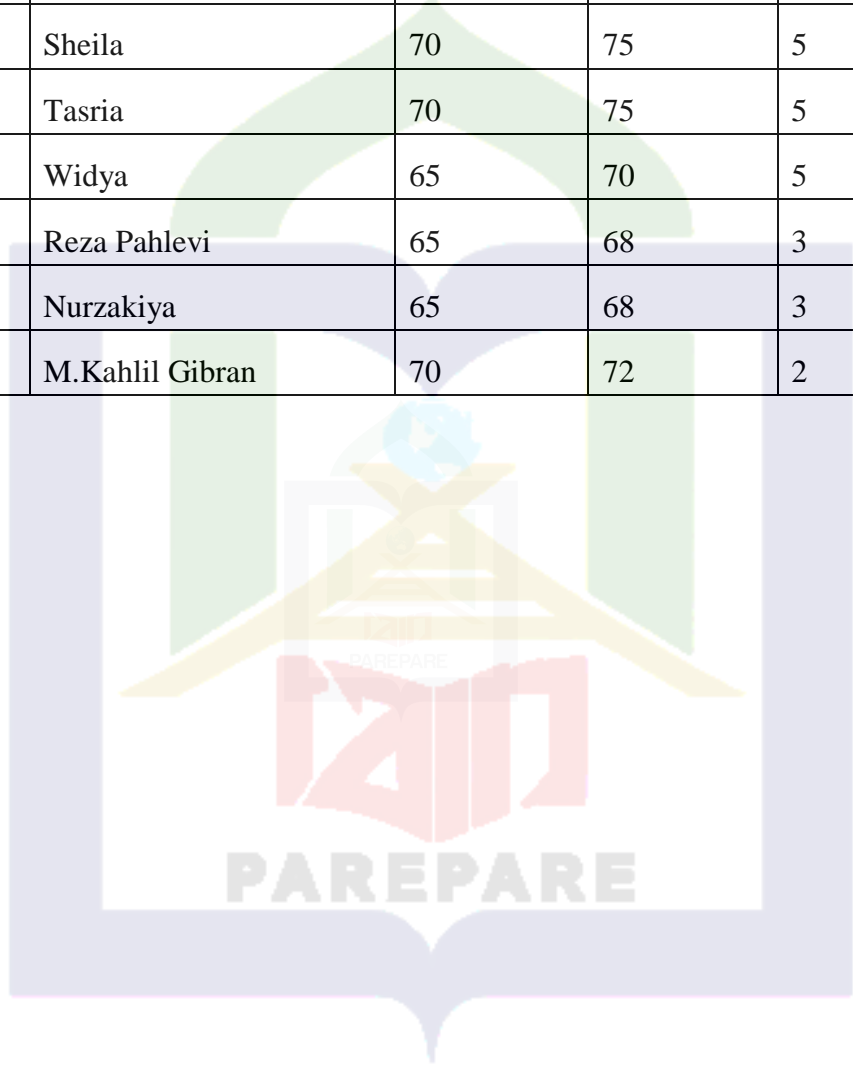 Sheila 70 75 5
Tasria 70 75 5
Widya 65 70 5
Reza Pahlevi 65 68 3
Nurzakiya 65 68 3
M.Kahlil Gibran 70 72 2
PAREPARE
PAREPARE